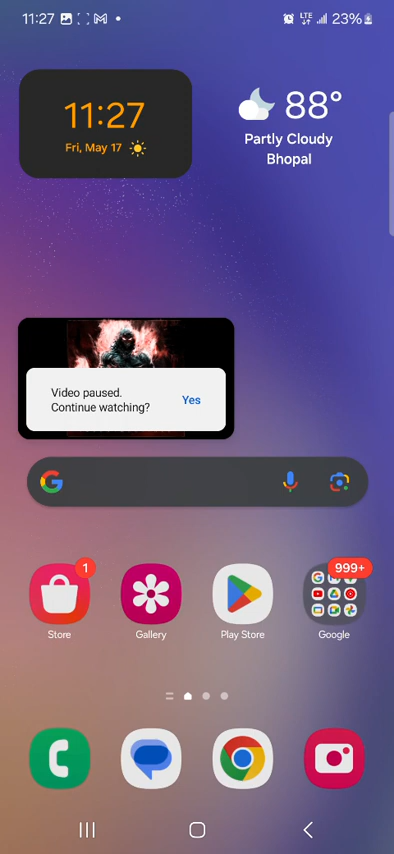 11:27 LTE 23%
11:27
Fri, May 17
88°
Partly Cloudy
Bhopal
Video paused.
Continue watching?
Yes
1
999+
Store Gallery Play Store Google